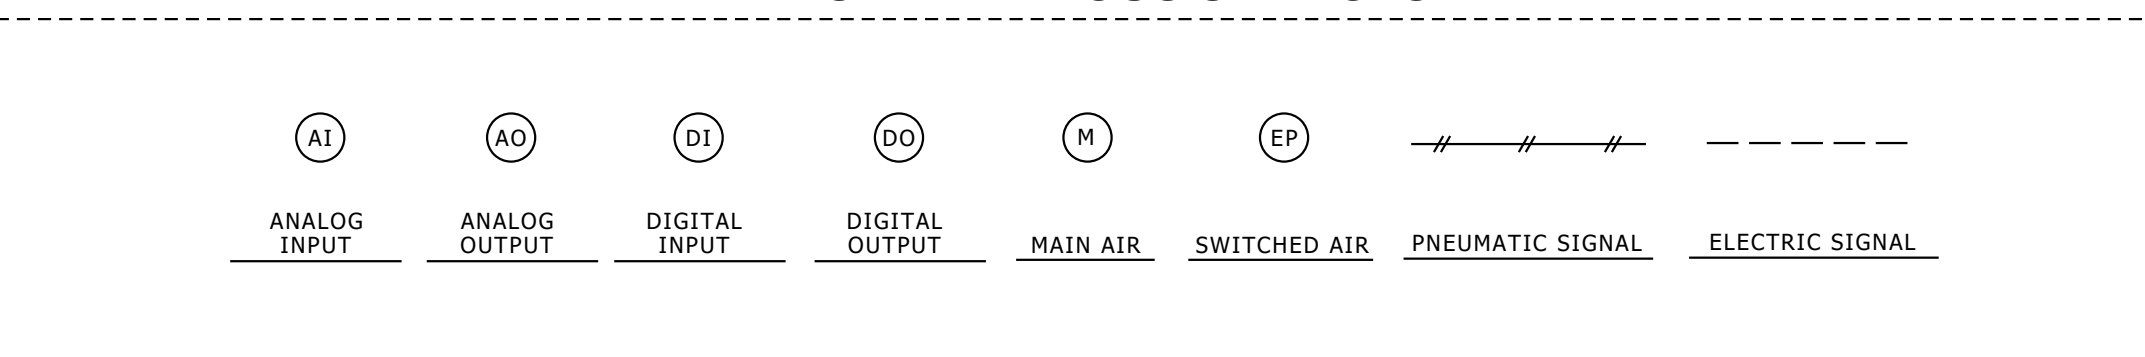 AI AO DI DO M EP
ANALOG INPUT
ANALOG OUTPUT
DIGITAL INPUT
DIGITAL OUTPUT
MAIN AIR
SWITCHED AIR
PNEUMATIC SIGNAL
ELECTRIC SIGNAL